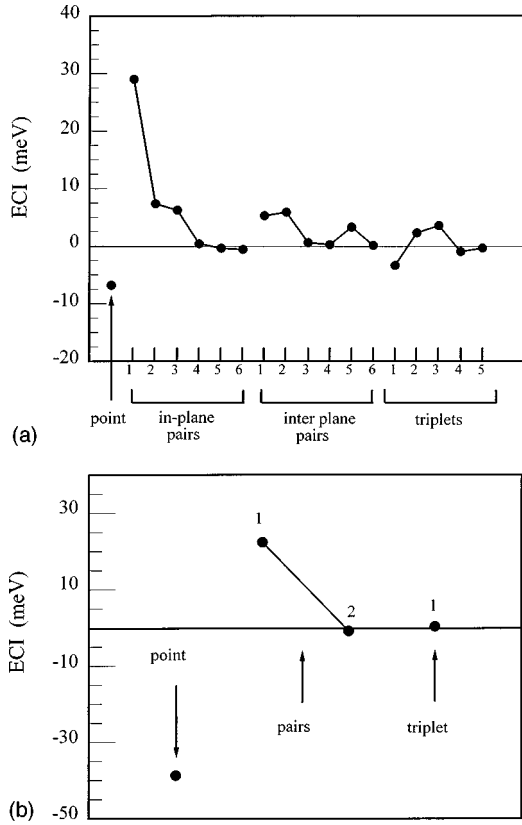 40
30
20
10
0
-10
-20
ECI (meV)
1 2 3 4 5 6 1 2 3 4 5 6 1 2 3 4 5
point in-plane pairs inter plane pairs triplets
(a)
30
10
-10
-30
-50
ECI (meV)
1
2
1
point
pairs
triplet
(b)